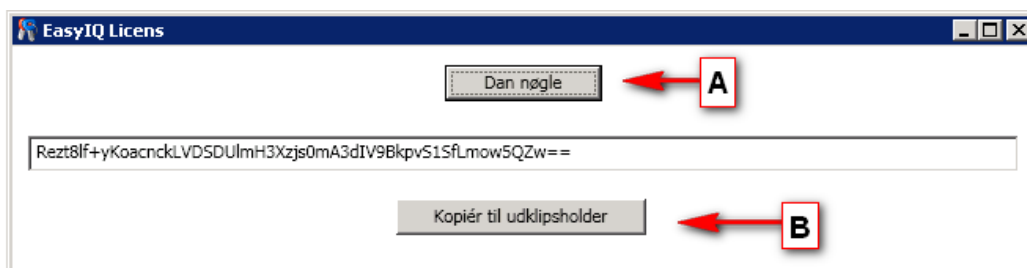 EasyIQ Licens
Dan nøgle
A
Rezt8lf+yKoacnckLVDSDUlmH3Xzjs0mA3dIV9BkpvS1SfLmow5QZw==
Kopiér til udklipsholder
B